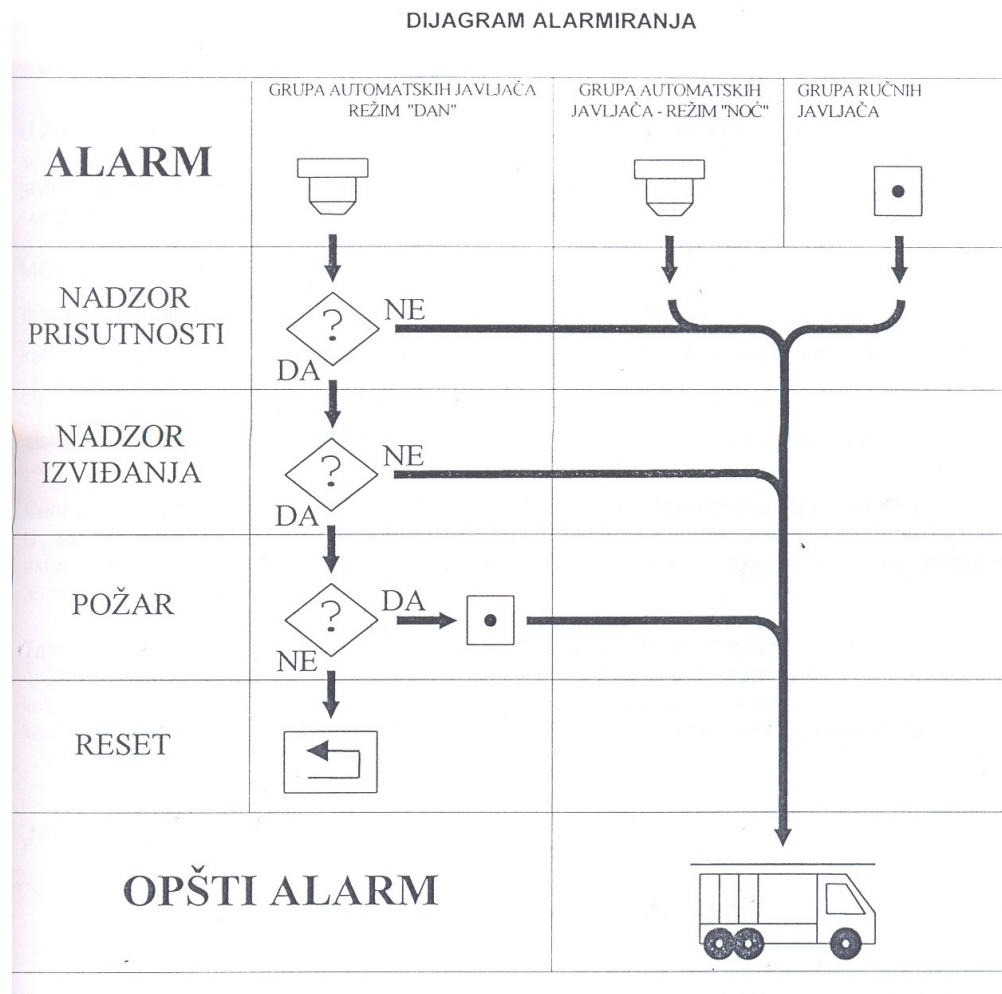 DIJAGRAM ALARMIRANJA
GRUPA AUTOMATSKIH JAVLJAČA
REŽIM "DAN"
GRUPA AUTOMATSKIH
JAVLJAČA - REŽIM "NOĆ"
GRUPA RUČNIH
JAVLJAČA
ALARM
NADZOR
PRISUTNOSTI
?
NE
DA
NADZOR
IZVIĐANJA
?
NE
DA
POŽAR
?
DA
NE
RESET
OPŠTI ALARM